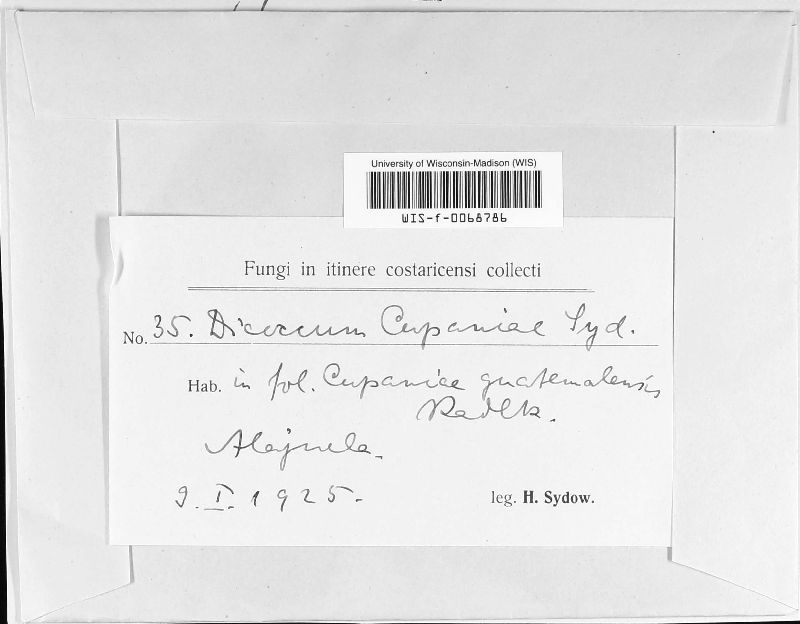 University of Wisconsin-Madison (WIS)
WIS-f-0068786
Fungi in itinere costaricensi collecti
No. 35. Dicoccum Cupaniae Syd.
Hab. in fol. Cupaniae guatemalensis
Radlk.
Alajuela.
9. I. 1925.
leg. H. Sydow.